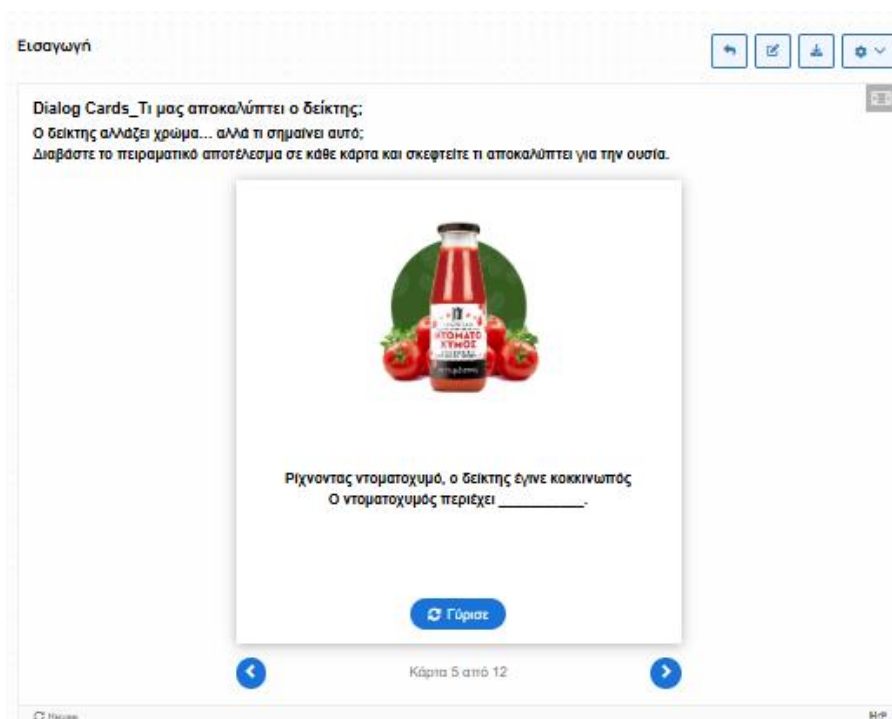 Εισαγωγή
Dialog Cards_Τι μας αποκαλύπτει ο δείκτης;
Ο δείκτης αλλάζει χρώμα... αλλά τι σημαίνει αυτό;
Διαβάστε το πειραματικό αποτέλεσμα σε κάθε κάρτα και σκεφτείτε τι αποκαλύπτει για την ουσία.
ΝΤΟΜΑΤΟ
ΧΥΜΟΣ
Ρίχνοντας ντοματοχυμό, ο δείκτης έγινε κοκκινωπός
Ο ντοματοχυμός περιέχει ___________.
Γύρισε
Κάρτα 5 από 12